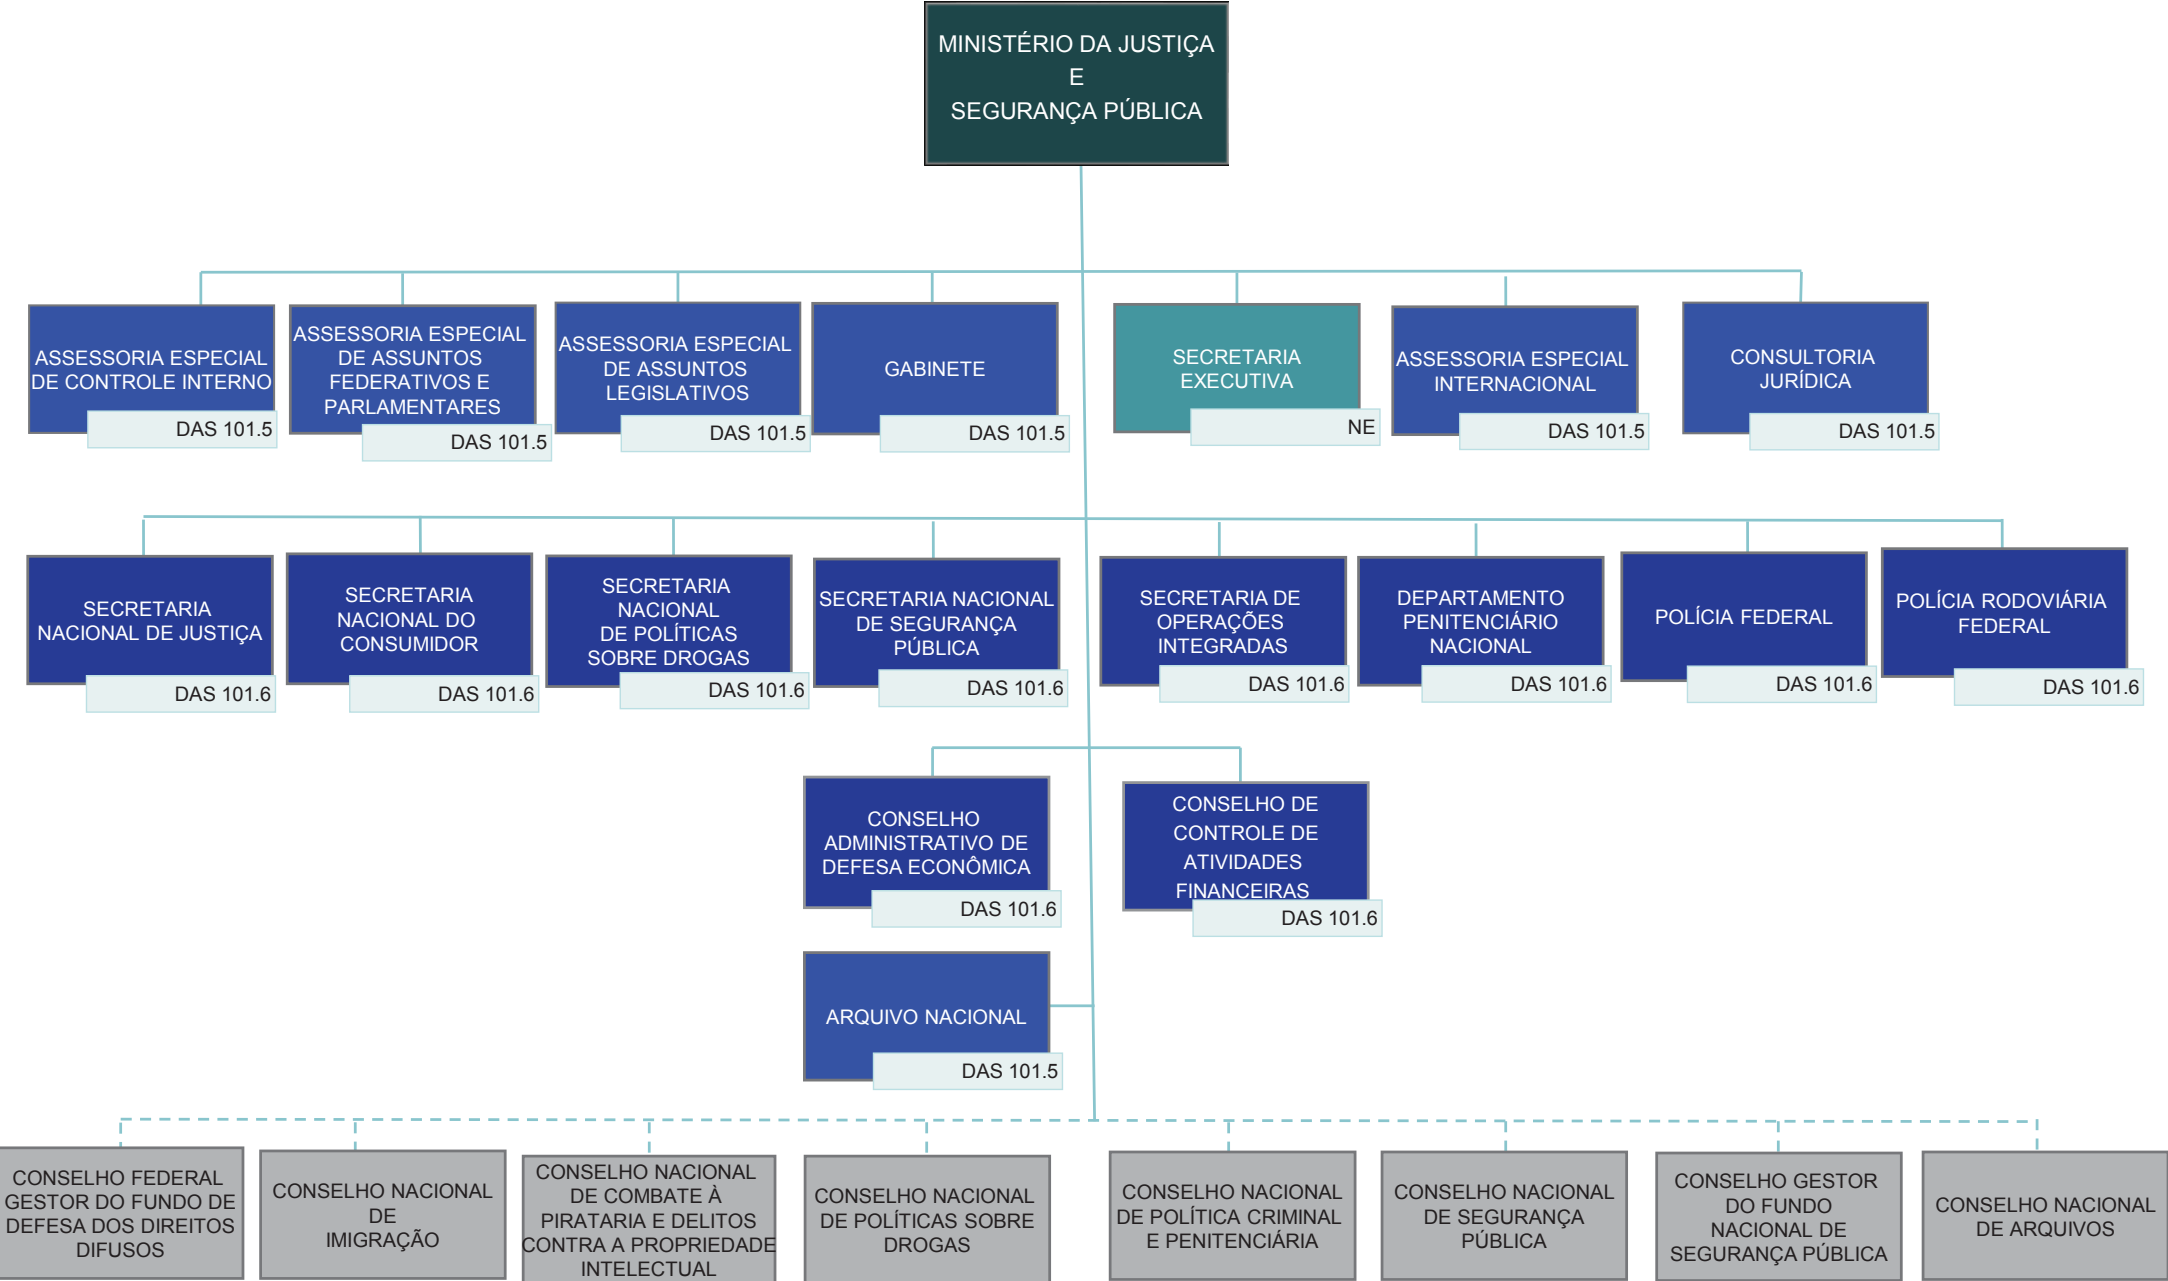 MINISTÉRIO DA JUSTIÇA
E
SEGURANÇA PÚBLICA
ASSESSORIA ESPECIAL
DE CONTROLE INTERNO
DAS 101.5
ASSESSORIA ESPECIAL
DE ASSUNTOS
FEDERATIVOS E
PARLAMENTARES
DAS 101.5
ASSESSORIA ESPECIAL
DE ASSUNTOS
LEGISLATIVOS
DAS 101.5
GABINETE
DAS 101.5
SECRETARIA
EXECUTIVA
NE
ASSESSORIA ESPECIAL
INTERNACIONAL
DAS 101.5
CONSULTORIA
JURÍDICA
DAS 101.5
SECRETARIA
NACIONAL DE JUSTIÇA
DAS 101.6
SECRETARIA
NACIONAL DO
CONSUMIDOR
DAS 101.6
SECRETARIA
NACIONAL
DE POLÍTICAS
SOBRE DROGAS
DAS 101.6
SECRETARIA NACIONAL
DE SEGURANÇA
PÚBLICA
DAS 101.6
SECRETARIA DE
OPERAÇÕES
INTEGRADAS
DAS 101.6
DEPARTAMENTO
PENITENCIÁRIO
NACIONAL
DAS 101.6
POLÍCIA FEDERAL
DAS 101.6
POLÍCIA RODOVIÁRIA
FEDERAL
DAS 101.6
CONSELHO
ADMINISTRATIVO DE
DEFESA ECONÔMICA
DAS 101.6
CONSELHO DE
CONTROLE DE
ATIVIDADES
FINANCEIRAS
DAS 101.6
ARQUIVO NACIONAL
DAS 101.5
CONSELHO FEDERAL
GESTOR DO FUNDO DE
DEFESA DOS DIREITOS
DIFUSOS
CONSELHO NACIONAL
DE
IMIGRAÇÃO
CONSELHO NACIONAL
DE COMBATE À
PIRATARIA E DELITOS
CONTRA A PROPRIEDADE
INTELECTUAL
CONSELHO NACIONAL
DE POLÍTICAS SOBRE
DROGAS
CONSELHO NACIONAL
DE POLÍTICA CRIMINAL
E PENITENCIÁRIA
CONSELHO NACIONAL
DE SEGURANÇA
PÚBLICA
CONSELHO GESTOR
DO FUNDO
NACIONAL DE
SEGURANÇA PÚBLICA
CONSELHO NACIONAL
DE ARQUIVOS